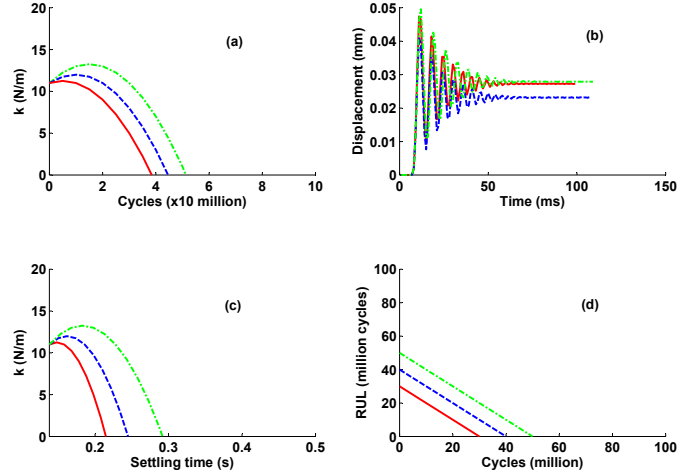 (a)
k (N/m)
20
15
10
5
0
0 2 4 6 8 10
Cycles (x10 million)
(b)
Displacement (mm)
0.05
0.04
0.03
0.02
0.01
0
0 50 100 150
Time (ms)
(c)
k (N/m)
20
15
10
5
0
0.2 0.3 0.4 0.5
Settling time (s)
(d)
RUL (million cycles)
100
80
60
40
20
0
0 20 40 60 80 100
Cycles (million)